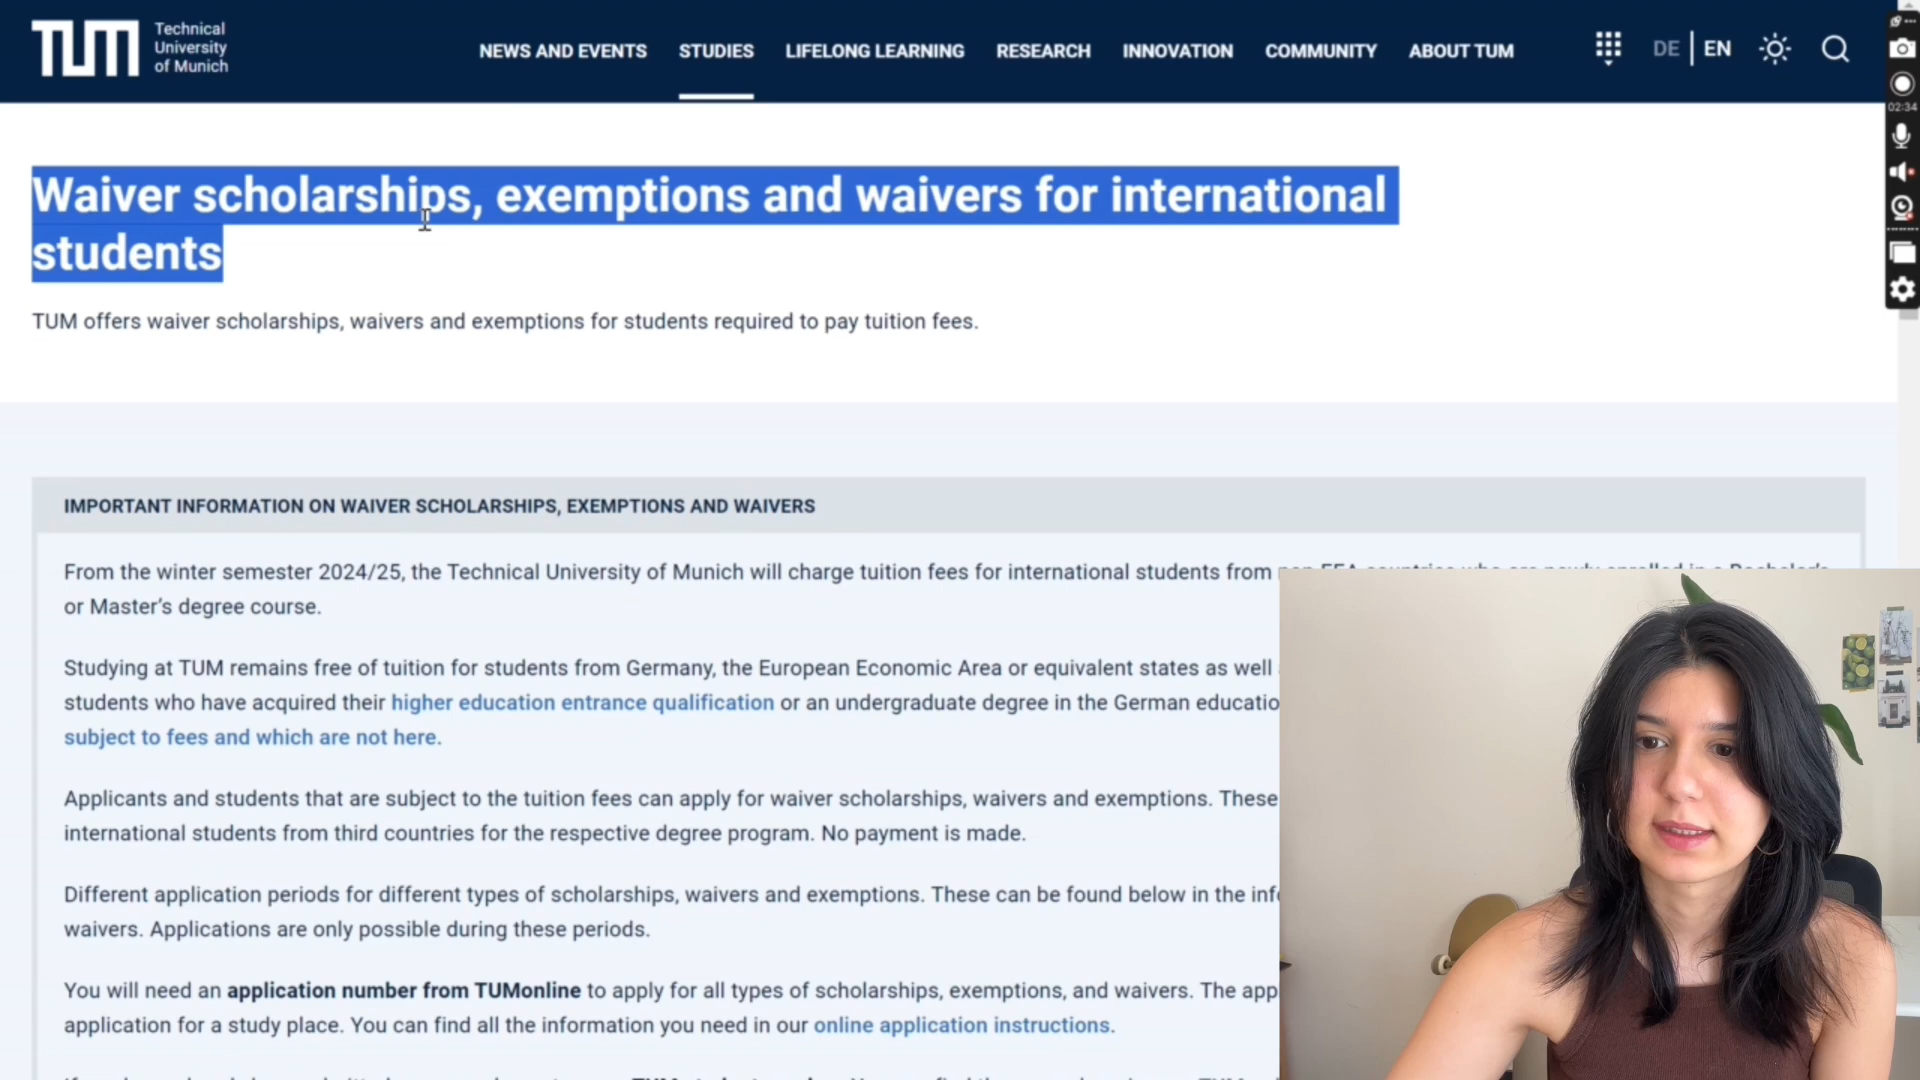 TUM
Technical
University
of Munich
NEWS AND EVENTS STUDIES LIFELONG LEARNING RESEARCH INNOVATION COMMUNITY ABOUT TUM DE EN
02:34
Waiver scholarships, exemptions and waivers for international
students
TUM offers waiver scholarships, waivers and exemptions for students required to pay tuition fees.
IMPORTANT INFORMATION ON WAIVER SCHOLARSHIPS, EXEMPTIONS AND WAIVERS
From the winter semester 2024/25, the Technical University of Munich will charge tuition fees for international students from
or Master's degree course.
Studying at TUM remains free of tuition for students from Germany, the European Economic Area or equivalent states as well
students who have acquired their higher education entrance qualification or an undergraduate degree in the German educatio
subject to fees and which are not here.
Applicants and students that are subject to the tuition fees can apply for waiver scholarships, waivers and exemptions. These
international students from third countries for the respective degree program. No payment is made.
Different application periods for different types of scholarships, waivers and exemptions. These can be found below in the inf
waivers. Applications are only possible during these periods.
You will need an application number from TUMonline to apply for all types of scholarships, exemptions, and waivers. The app
application for a study place. You can find all the information you need in our online application instructions.